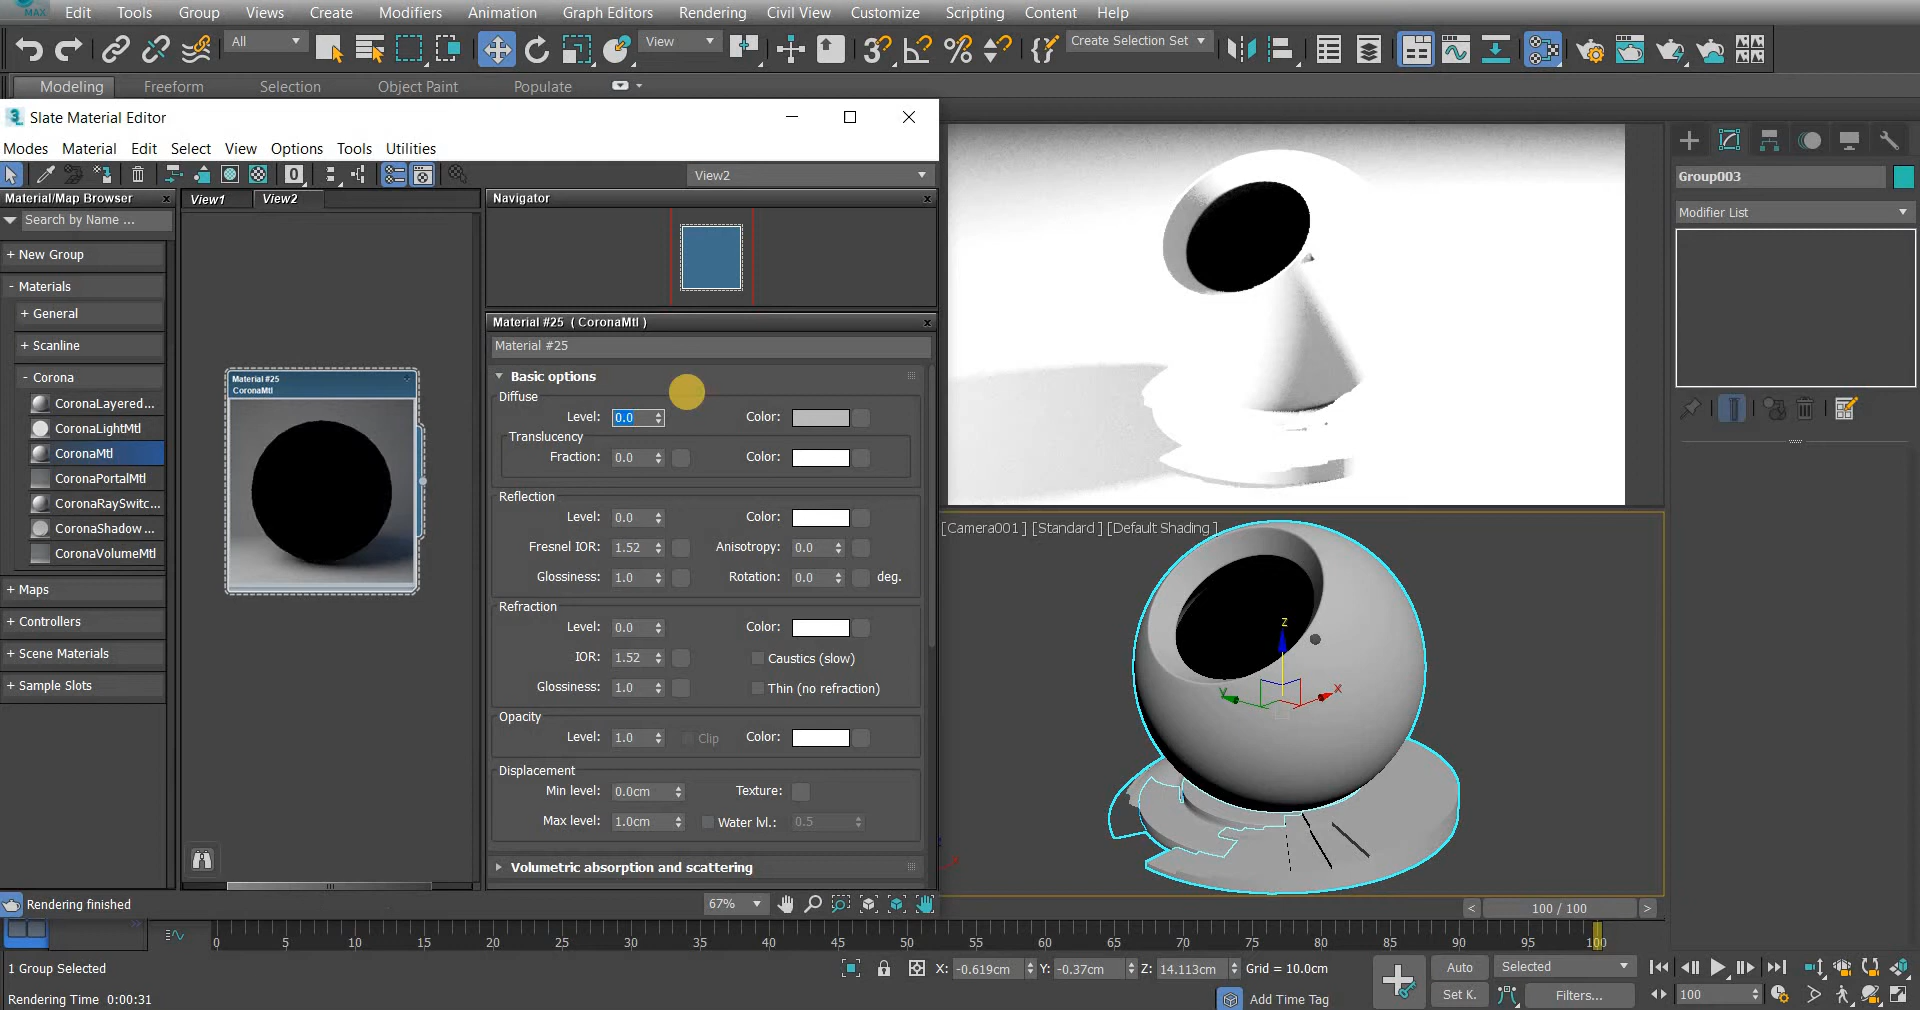 MAX
Edit Tools Group Views Create Modifiers Animation Graph Editors Rendering Civil View Customize Scripting Content Help
All
View
Create Selection Set
Modeling Freeform Selection Object Paint Populate
3 Slate Material Editor
Modes Material Edit Select View Options Tools Utilities
0
View2
Material/Map Browser x
View1 View2
Navigator x
Search by Name ...
+ New Group
- Materials
+ General
+ Scanline
- Corona
CoronaLayered...
CoronaLightMtl
CoronaMtl
CoronaPortalMtl
CoronaRaySwitc...
CoronaShadow ...
CoronaVolumeMtl
+ Maps
+ Controllers
+ Scene Materials
+ Sample Slots
Material #25
CoronaMtl
Material #25 ( CoronaMtl ) x
Material #25
Basic options
Diffuse
Level: 0.0 Color:
Translucency
Fraction: 0.0 Color:
Reflection
Level: 0.0 Color:
Fresnel IOR: 1.52 Anisotropy: 0.0
Glossiness: 1.0 Rotation: 0.0 deg.
Refraction
Level: 0.0 Color:
IOR: 1.52 Caustics (slow)
Glossiness: 1.0 Thin (no refraction)
Opacity
Level: 1.0 Clip Color:
Displacement
Min level: 0.0cm Texture:
Max level: 1.0cm Water lvl.: 0.5
Volumetric absorption and scattering
Rendering finished
67%
[Camera001 ] [Standard ] [Default Shading ]
z
y
x
Group003
Modifier List
< 100 / 100 >
0 5 10 15 20 25 30 35 40 45 50 55 60 65 70 75 80 85 90 95 100
1 Group Selected
X: -0.619cm Y: -0.37cm Z: 14.113cm Grid = 10.0cm
Auto Selected
Rendering Time 0:00:31
Add Time Tag
Set K. Filters...
100